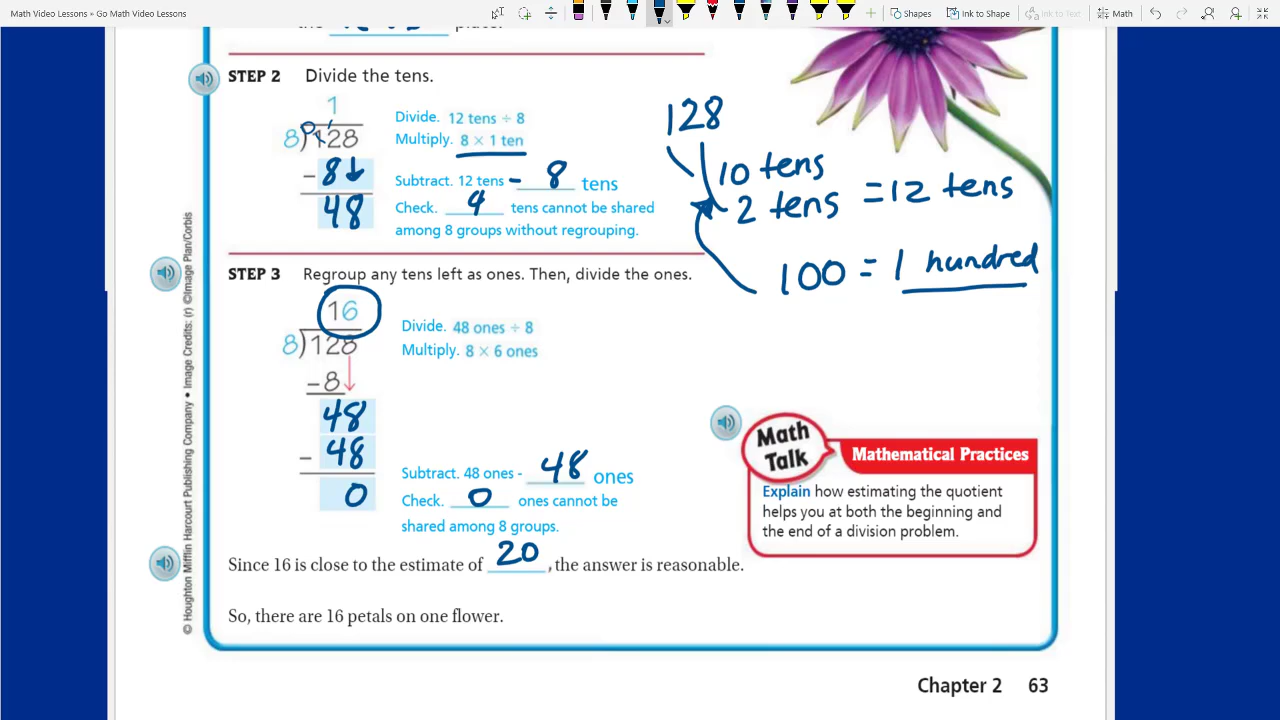 Math Video Lessons » Go Math Video Lessons
Shapes
Ink to Shape
Ink to Text
Math
the place.
STEP 2 Divide the tens.
1
8)128
- 8
48
Divide. 12 tens ÷ 8
Multiply. 8 × 1 ten
Subtract. 12 tens - 8 tens
Check. 4 tens cannot be shared
among 8 groups without regrouping.
128
10 tens
2 tens = 12 tens
100 = 1 hundred
STEP 3 Regroup any tens left as ones. Then, divide the ones.
16
8)128
-8
48
- 48
0
Divide. 48 ones ÷ 8
Multiply. 8 × 6 ones
Subtract. 48 ones - 48 ones
Check. 0 ones cannot be
shared among 8 groups.
Since 16 is close to the estimate of 20, the answer is reasonable.
So, there are 16 petals on one flower.
Math
Talk
Mathematical Practices
Explain how estimating the quotient
helps you at both the beginning and
the end of a division problem.
© Houghton Mifflin Harcourt Publishing Company • Image Credits: (r) ©Image Plan/Corbis
Chapter 2 63